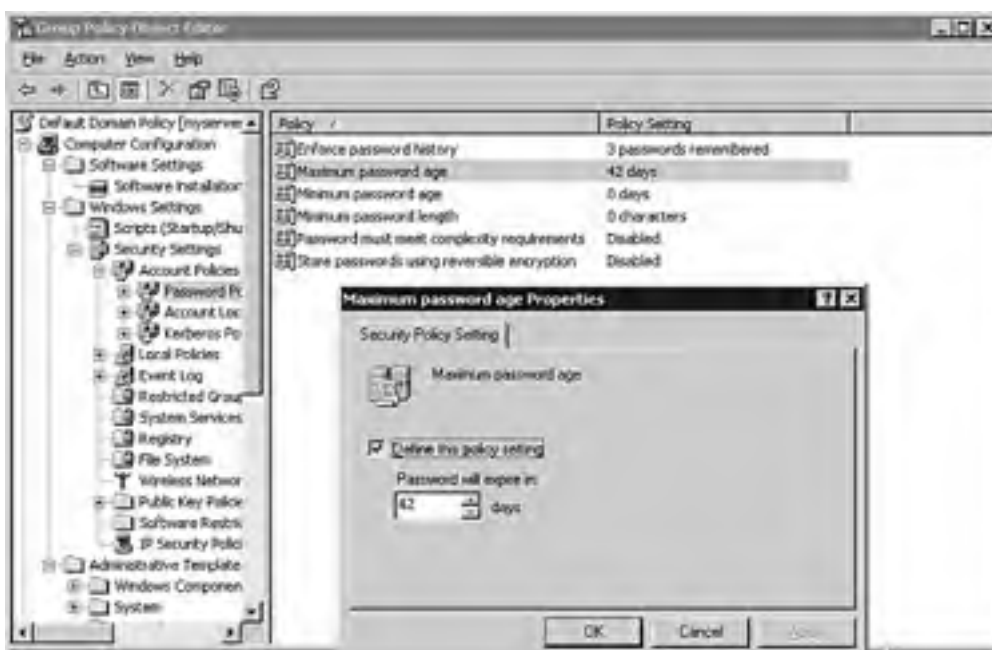 Group Policy Object Editor
File Action View Help
Default Domain Policy [myserver
Computer Configuration
Software Settings
Software Installation
Windows Settings
Scripts (Startup/Shu
Security Settings
Account Policies
Password Po
Account Loc
Kerberos Po
Local Policies
Event Log
Restricted Group
System Services
Registry
File System
Wireless Networ
Public Key Policie
Software Restric
IP Security Polici
Administrative Template
Windows Componen
System
Policy Policy Setting
Enforce password history 3 passwords remembered
Maximum password age 42 days
Minimum password age 0 days
Minimum password length 0 characters
Password must meet complexity requirements Disabled
Store passwords using reversible encryption Disabled
Maximum password age Properties
Security Policy Setting
Maximum password age
Define this policy setting
Password will expire in:
42 days
OK Cancel